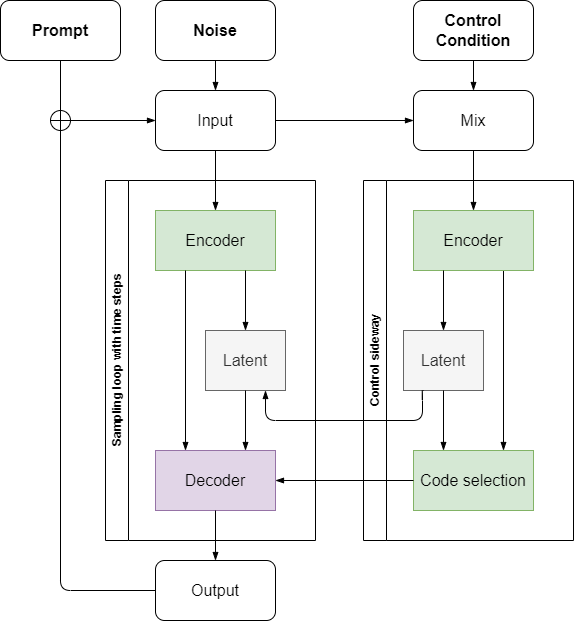 Prompt
Noise
Control
Condition
Input
Mix
Sampling loop with time steps
Encoder
Latent
Decoder
Control sideway
Encoder
Latent
Code selection
Output